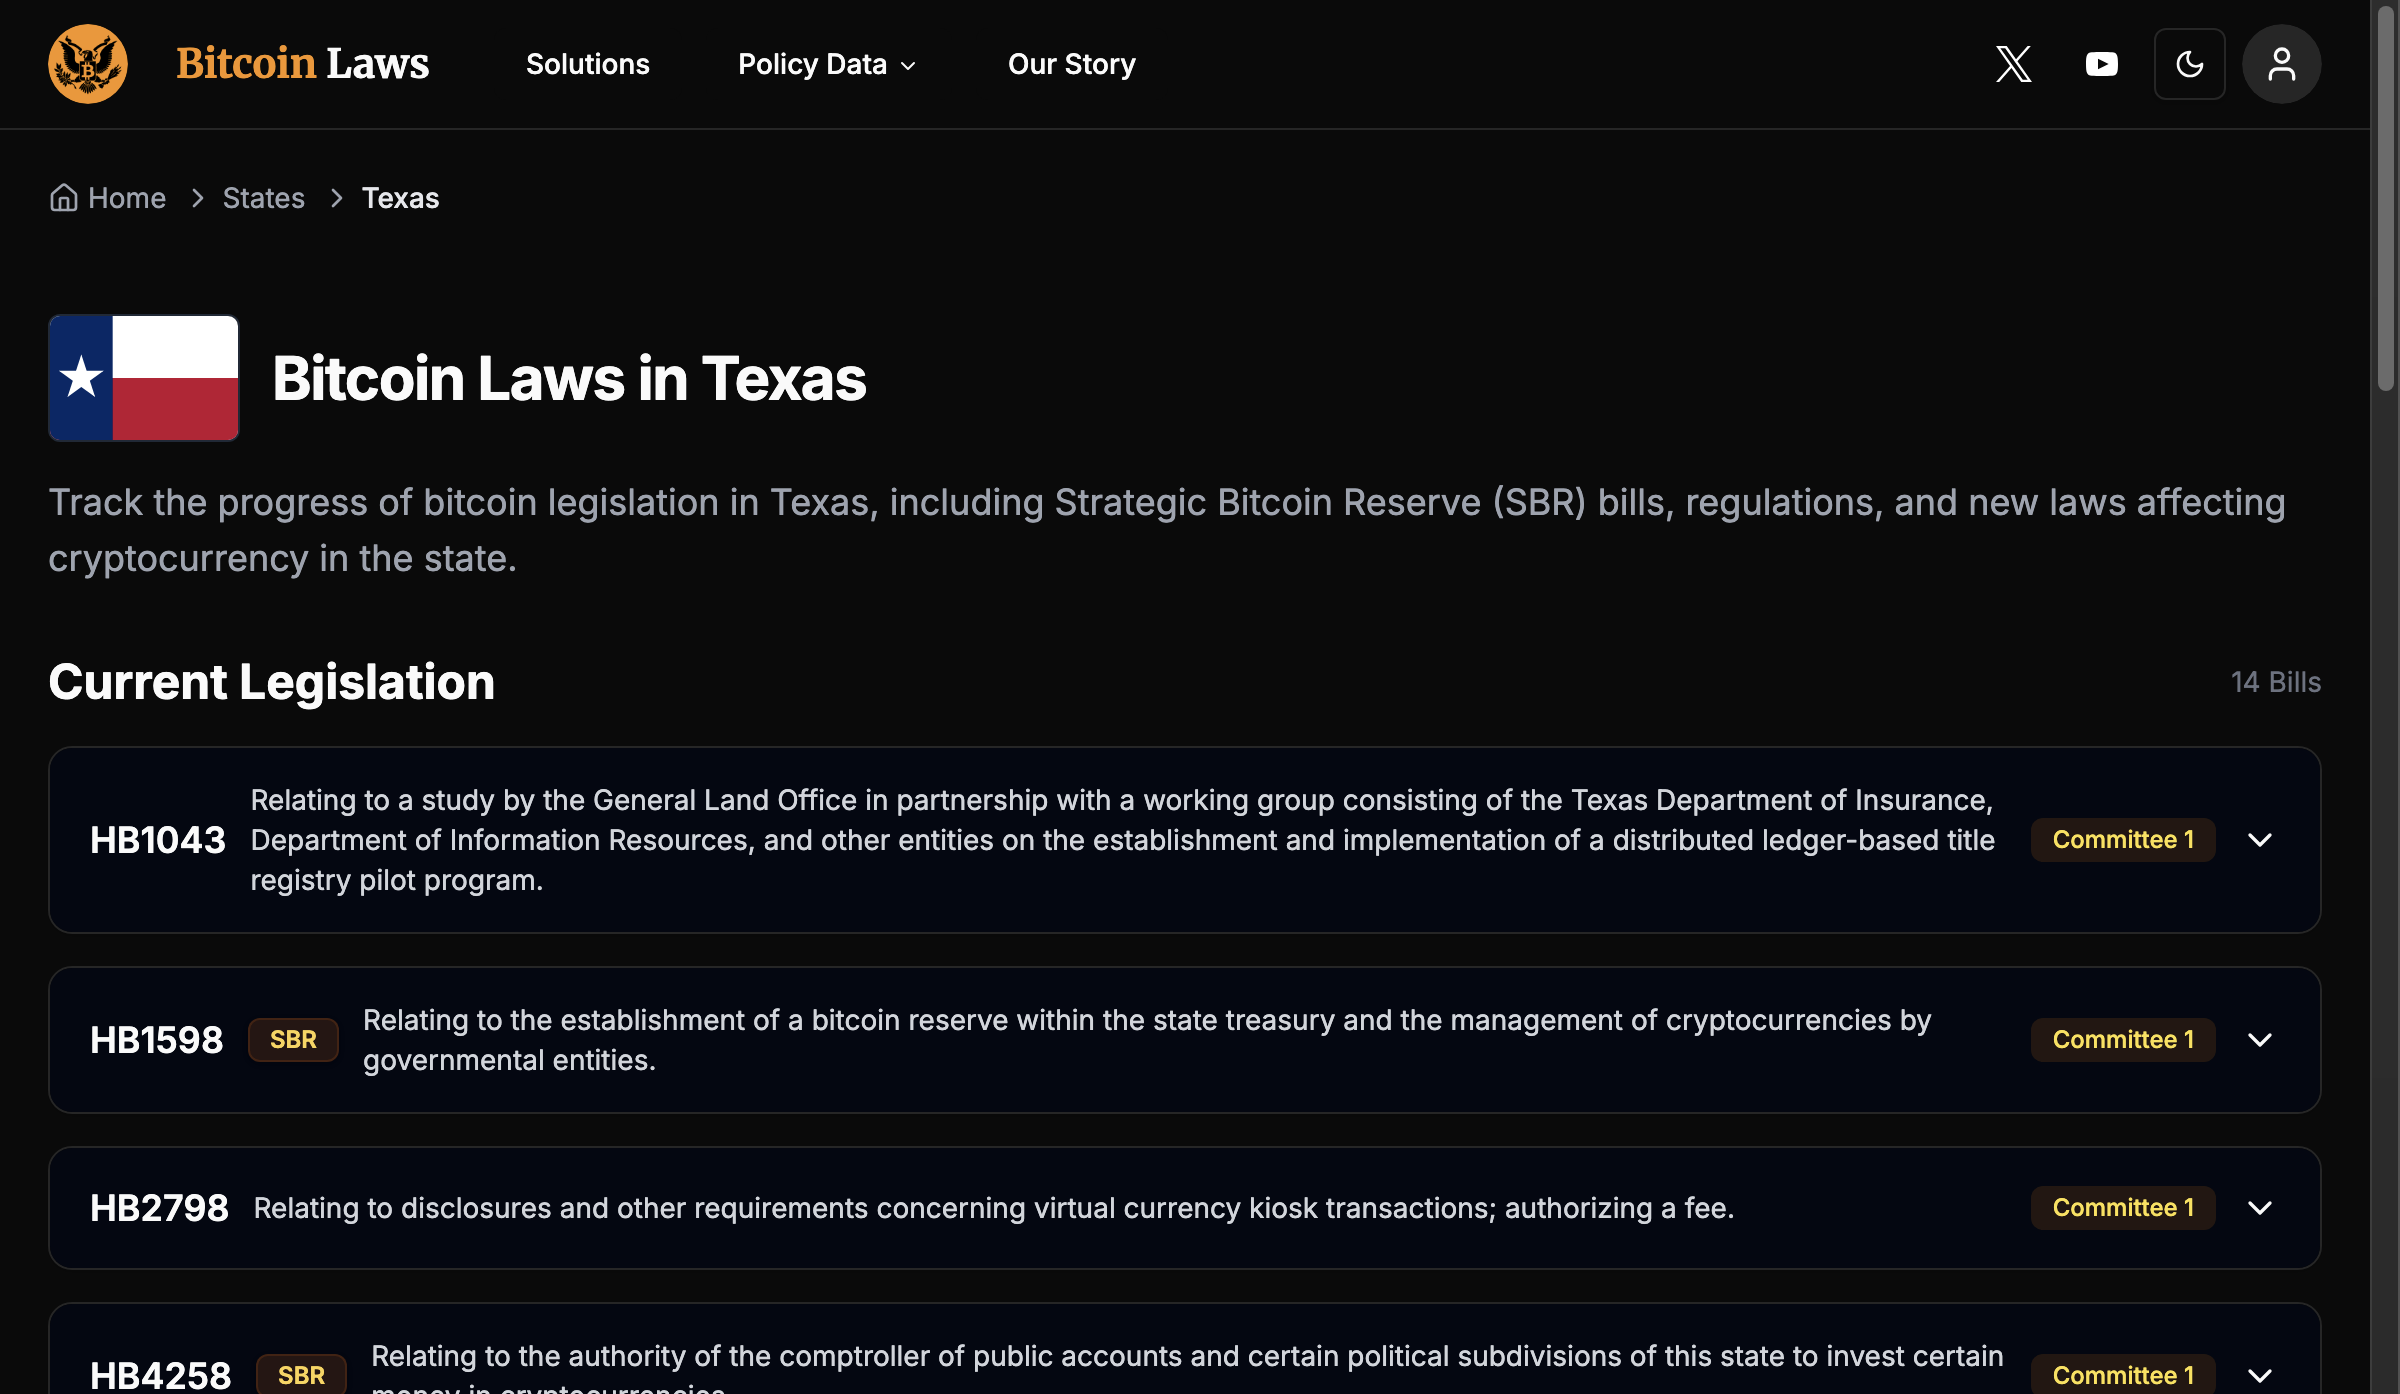 Bitcoin Laws
Solutions
Policy Data
Our Story
Home > States > Texas
Bitcoin Laws in Texas
Track the progress of bitcoin legislation in Texas, including Strategic Bitcoin Reserve (SBR) bills, regulations, and new laws affecting
cryptocurrency in the state.
Current Legislation
14 Bills
HB1043
Relating to a study by the General Land Office in partnership with a working group consisting of the Texas Department of Insurance,
Department of Information Resources, and other entities on the establishment and implementation of a distributed ledger-based title
registry pilot program.
Committee 1
HB1598
SBR
Relating to the establishment of a bitcoin reserve within the state treasury and the management of cryptocurrencies by
governmental entities.
Committee 1
HB2798
Relating to disclosures and other requirements concerning virtual currency kiosk transactions; authorizing a fee.
Committee 1
HB4258
SBR
Relating to the authority of the comptroller of public accounts and certain political subdivisions of this state to invest certain
money in cryptocurrencies.
Committee 1